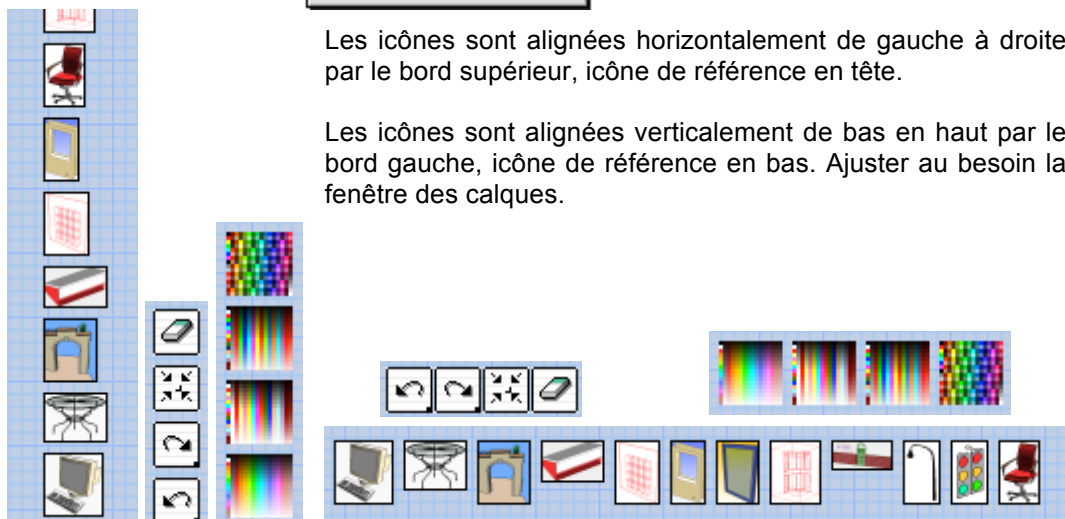 Les icônes sont alignées horizontalement de gauche à droite
par le bord supérieur, icône de référence en tête.
Les icônes sont alignées verticalement de bas en haut par le
bord gauche, icône de référence en bas. Ajuster au besoin la
fenêtre des calques.